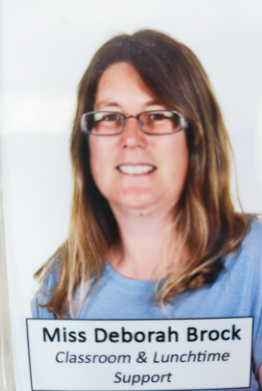 Miss Deborah Brock
Classroom & Lunchtime
Support